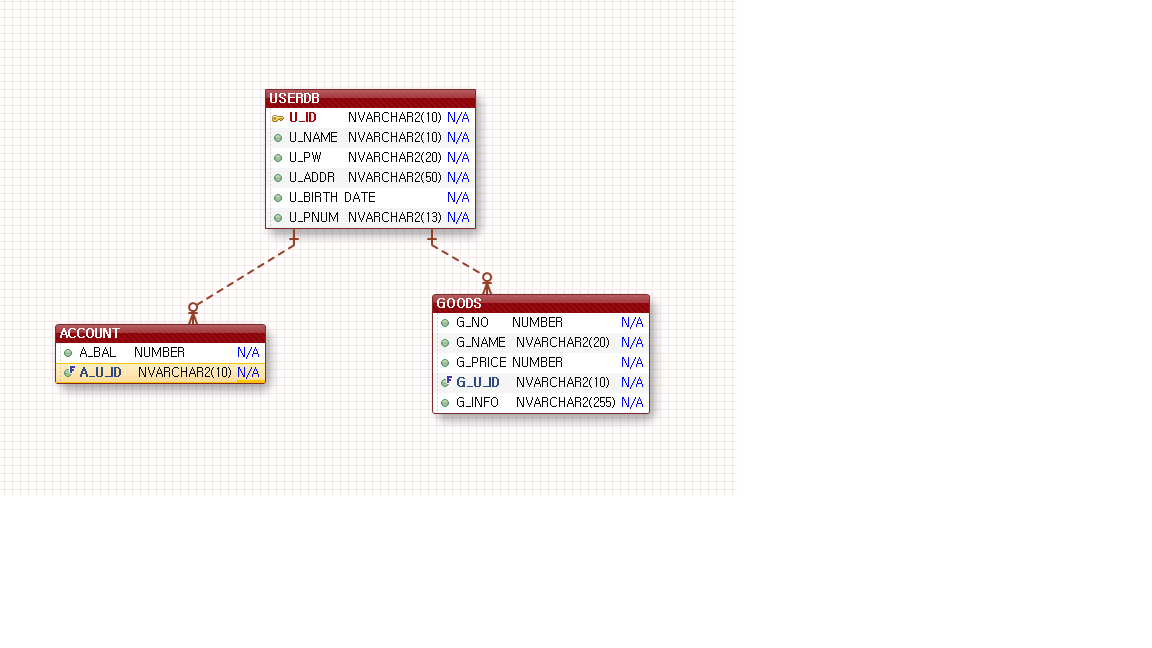 USERDB
U_ID NVARCHAR2(10) N/A
U_NAME NVARCHAR2(10) N/A
U_PW NVARCHAR2(20) N/A
U_ADDR NVARCHAR2(50) N/A
U_BIRTH DATE N/A
U_PNUM NVARCHAR2(13) N/A
ACCOUNT
A_BAL NUMBER N/A
F A_U_ID NVARCHAR2(10) N/A
GOODS
G_NO NUMBER N/A
G_NAME NVARCHAR2(20) N/A
G_PRICE NUMBER N/A
F G_U_ID NVARCHAR2(10) N/A
G_INFO NVARCHAR2(255) N/A